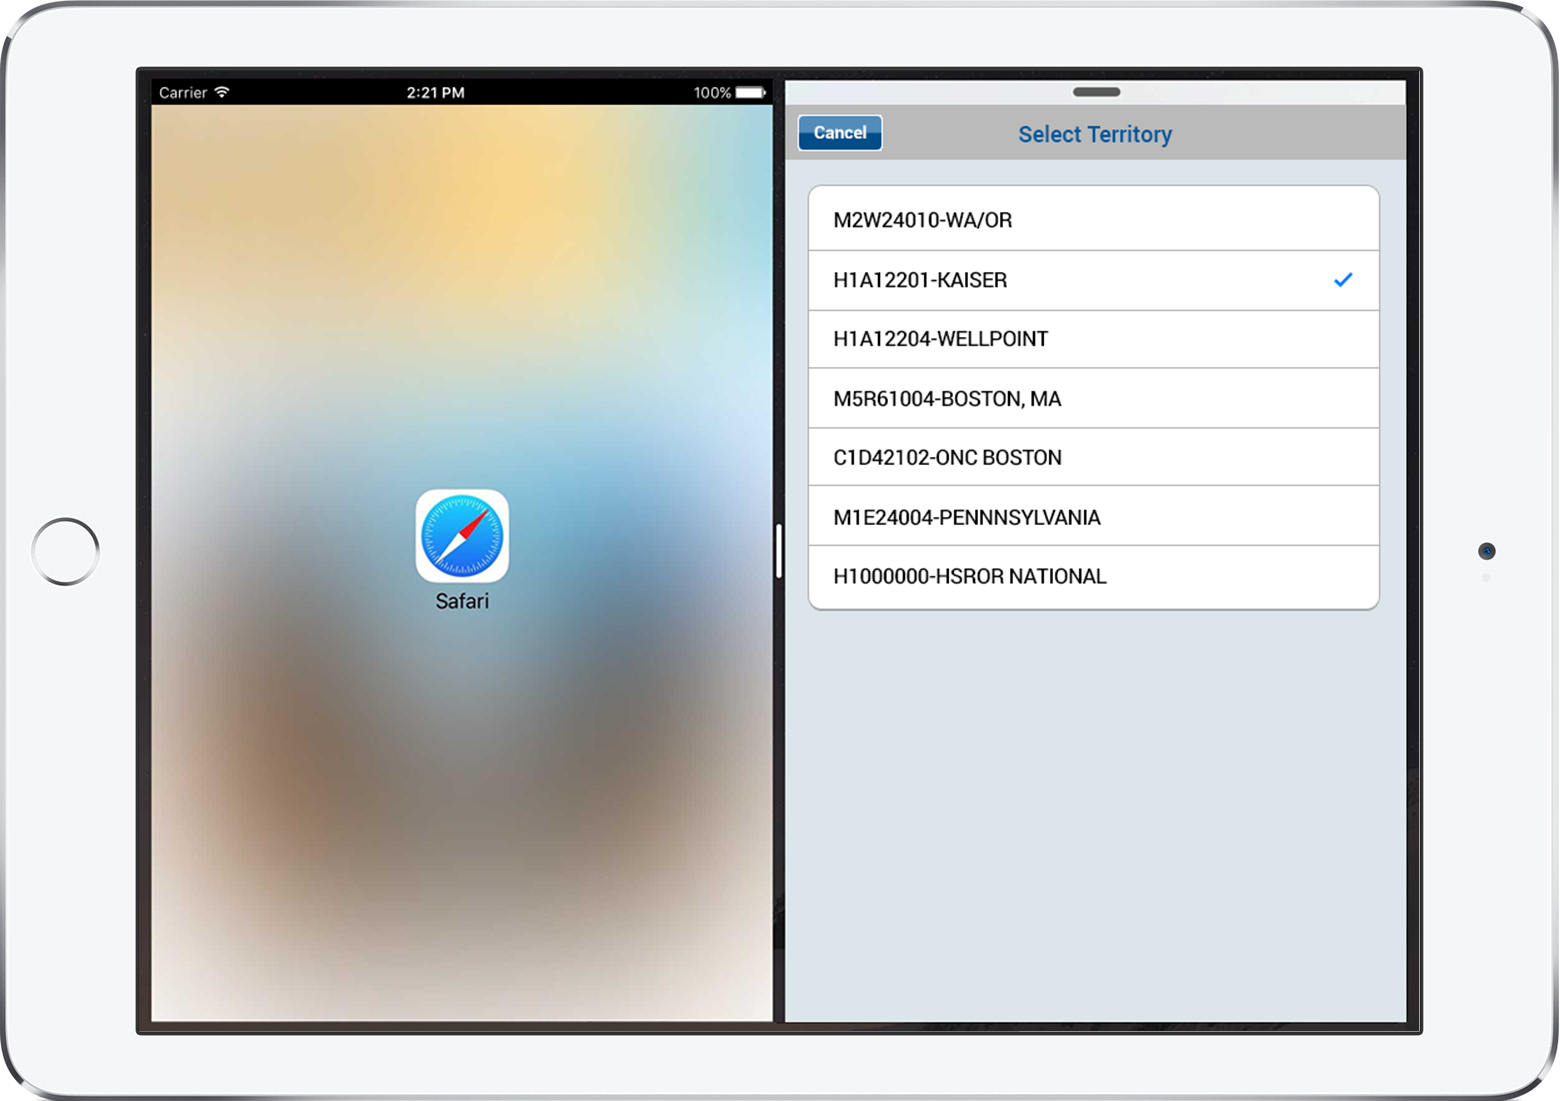 Carrier 2:21 PM 100%
Safari
Cancel Select Territory
M2W24010-WA/OR
H1A12201-KAISER
H1A12204-WELLPOINT
M5R61004-BOSTON, MA
C1D42102-ONC BOSTON
M1E24004-PENNNSYLVANIA
H1000000-HSROR NATIONAL